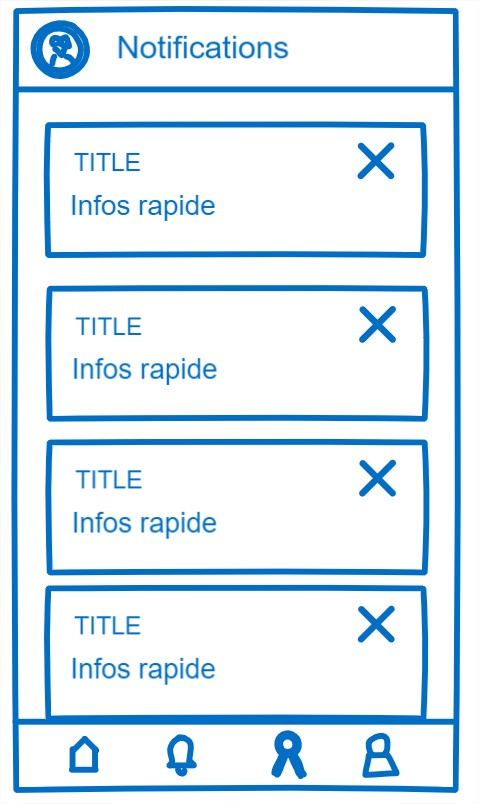 Notifications
TITLE
Infos rapide
TITLE
Infos rapide
TITLE
Infos rapide
TITLE
Infos rapide